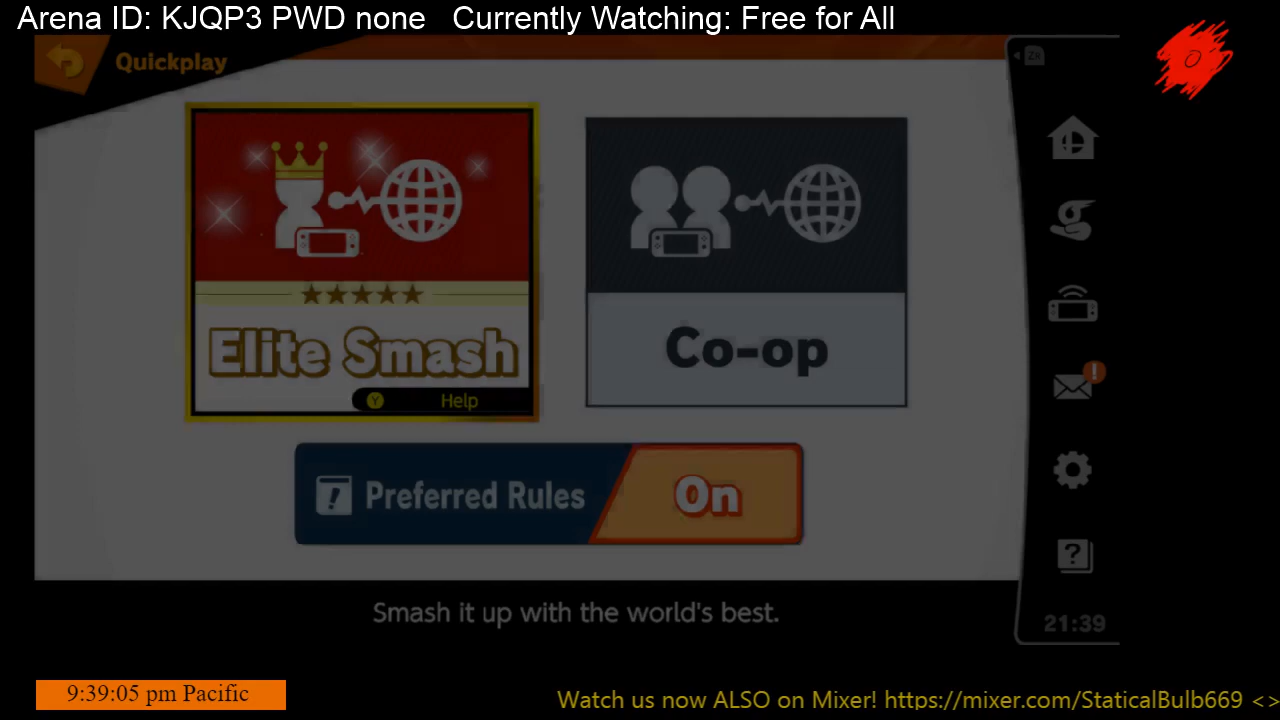 Arena ID: KJQP3 PWD none   Currently Watching: Free for All
Quickplay
Elite Smash
Y Help
Co-op
Preferred Rules On
Smash it up with the world's best.
21:39
9:39:05 pm Pacific
Watch us now ALSO on Mixer! https://mixer.com/StaticalBulb669 <>